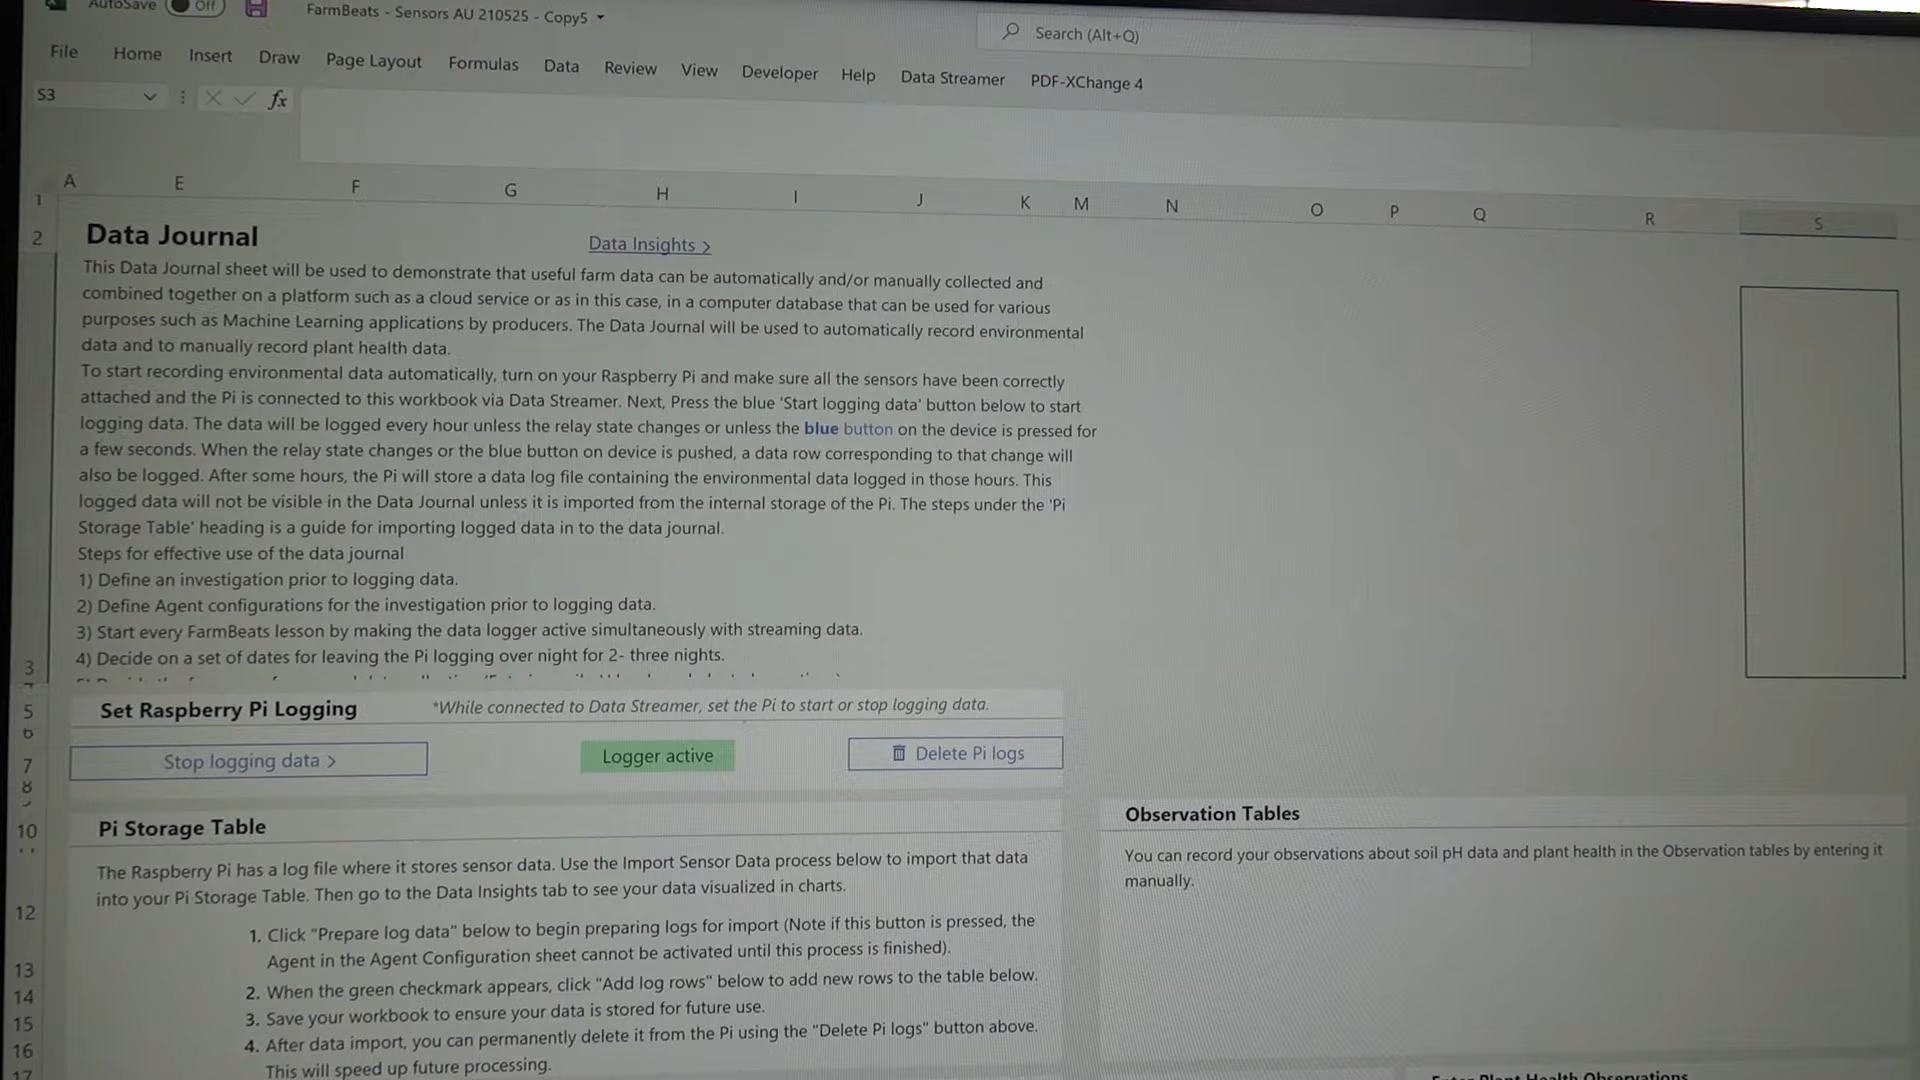 AutoSave Off FarmBeats - Sensors AU 210525 - Copy5
Search (Alt+Q)
File Home Insert Draw Page Layout Formulas Data Review View Developer Help Data Streamer PDF-XChange 4
S3 fx
A E F G H I J K M N O P Q R S
1
2 Data Journal Data Insights >
This Data Journal sheet will be used to demonstrate that useful farm data can be automatically and/or manually collected and
combined together on a platform such as a cloud service or as in this case, in a computer database that can be used for various
purposes such as Machine Learning applications by producers. The Data Journal will be used to automatically record environmental
data and to manually record plant health data.
To start recording environmental data automatically, turn on your Raspberry Pi and make sure all the sensors have been correctly
attached and the Pi is connected to this workbook via Data Streamer. Next, Press the blue 'Start logging data' button below to start
logging data. The data will be logged every hour unless the relay state changes or unless the blue button on the device is pressed for
a few seconds. When the relay state changes or the blue button on device is pushed, a data row corresponding to that change will
also be logged. After some hours, the Pi will store a data log file containing the environmental data logged in those hours. This
logged data will not be visible in the Data Journal unless it is imported from the internal storage of the Pi. The steps under the 'Pi
Storage Table' heading is a guide for importing logged data in to the data journal.
Steps for effective use of the data journal
1) Define an investigation prior to logging data.
2) Define Agent configurations for the investigation prior to logging data.
3) Start every FarmBeats lesson by making the data logger active simultaneously with streaming data.
3 4) Decide on a set of dates for leaving the Pi logging over night for 2- three nights.
5 Set Raspberry Pi Logging *While connected to Data Streamer, set the Pi to start or stop logging data.
6
7 Stop logging data > Logger active Delete Pi logs
8
10 Pi Storage Table
The Raspberry Pi has a log file where it stores sensor data. Use the Import Sensor Data process below to import that data
into your Pi Storage Table. Then go to the Data Insights tab to see your data visualized in charts.
12
1. Click "Prepare log data" below to begin preparing logs for import (Note if this button is pressed, the
13 Agent in the Agent Configuration sheet cannot be activated until this process is finished).
14 2. When the green checkmark appears, click "Add log rows" below to add new rows to the table below.
15 3. Save your workbook to ensure your data is stored for future use.
16 4. After data import, you can permanently delete it from the Pi using the "Delete Pi logs" button above.
17 This will speed up future processing.
Observation Tables
You can record your observations about soil pH data and plant health in the Observation tables by entering it
manually.
Enter Plant Health Observations